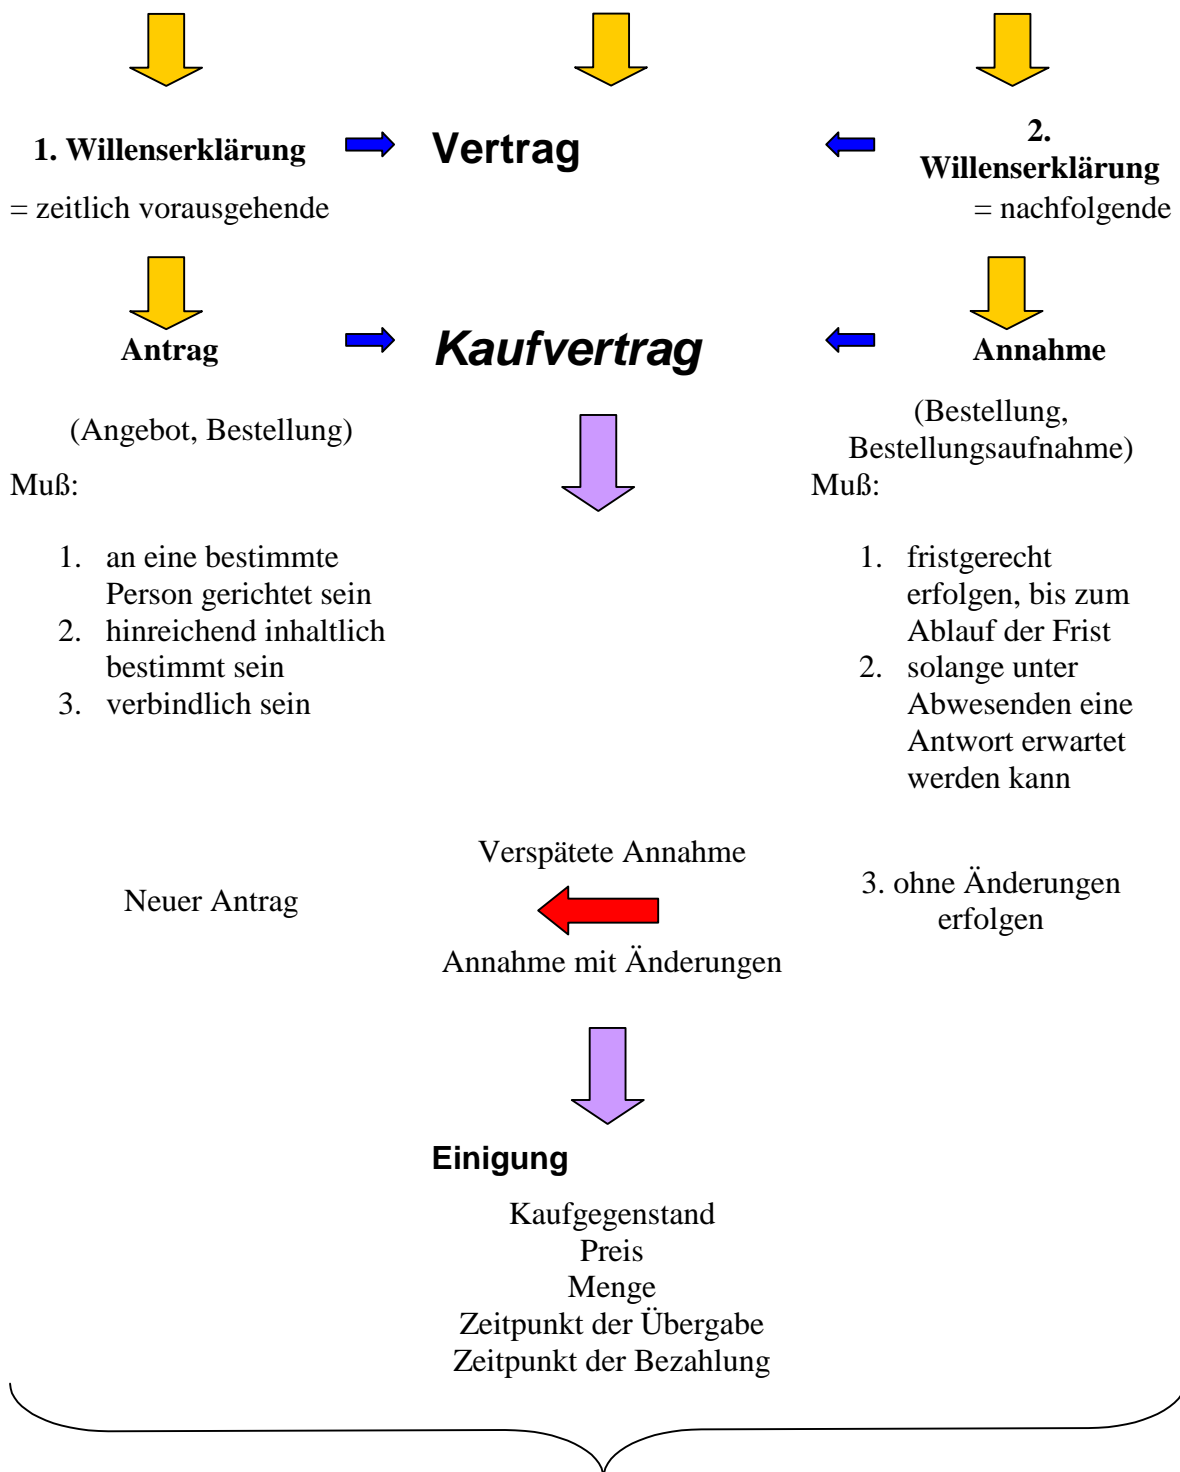 1. Willenserklärung
Vertrag
2.
Willenserklärung
= zeitlich vorausgehende
= nachfolgende
Antrag
Kaufvertrag
Annahme
(Angebot, Bestellung)
(Bestellung,
Bestellungsaufnahme)
Muß:
1. an eine bestimmte
Person gerichtet sein
2. hinreichend inhaltlich
bestimmt sein
3. verbindlich sein
Muß:
1. fristgerecht
erfolgen, bis zum
Ablauf der Frist
2. solange unter
Abwesenden eine
Antwort erwartet
werden kann
Neuer Antrag
Verspätete Annahme
Annahme mit Änderungen
3. ohne Änderungen
erfolgen
Einigung
Kaufgegenstand
Preis
Menge
Zeitpunkt der Übergabe
Zeitpunkt der Bezahlung